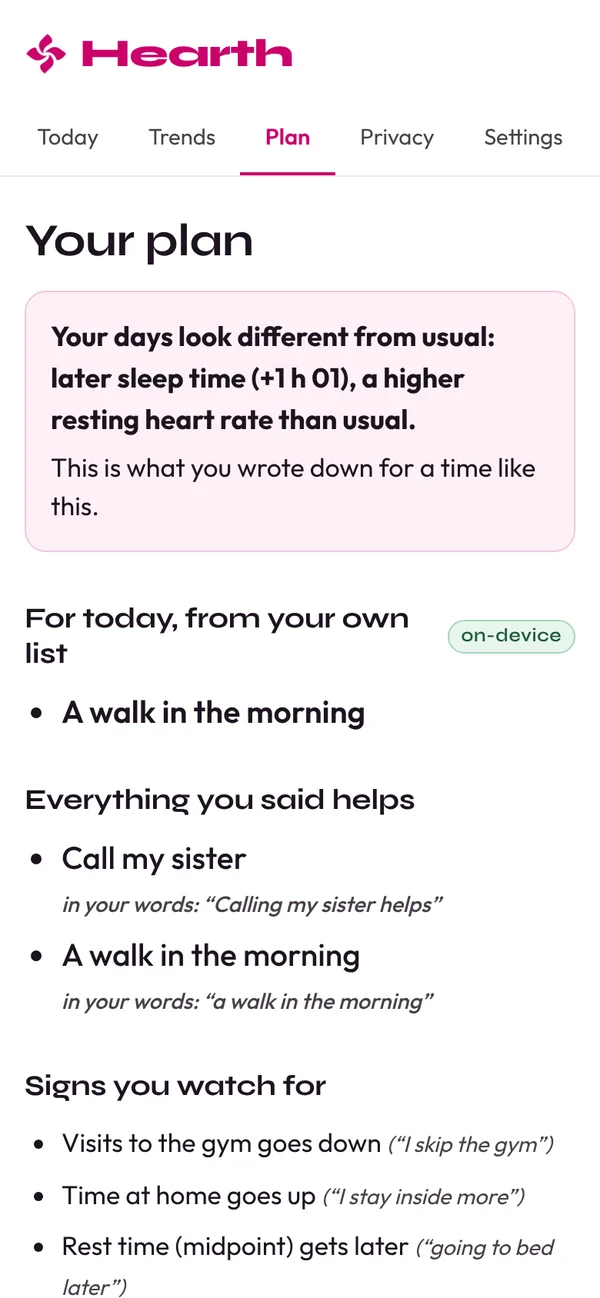 Hearth
Today Trends Plan Privacy Settings
Your plan
Your days look different from usual:
later sleep time (+1 h 01), a higher
resting heart rate than usual.
This is what you wrote down for a time like
this.
For today, from your own
list
on-device
• A walk in the morning
Everything you said helps
• Call my sister
in your words: “Calling my sister helps”
• A walk in the morning
in your words: “a walk in the morning”
Signs you watch for
• Visits to the gym goes down (“I skip the gym”)
• Time at home goes up (“I stay inside more”)
• Rest time (midpoint) gets later (“going to bed
later”)